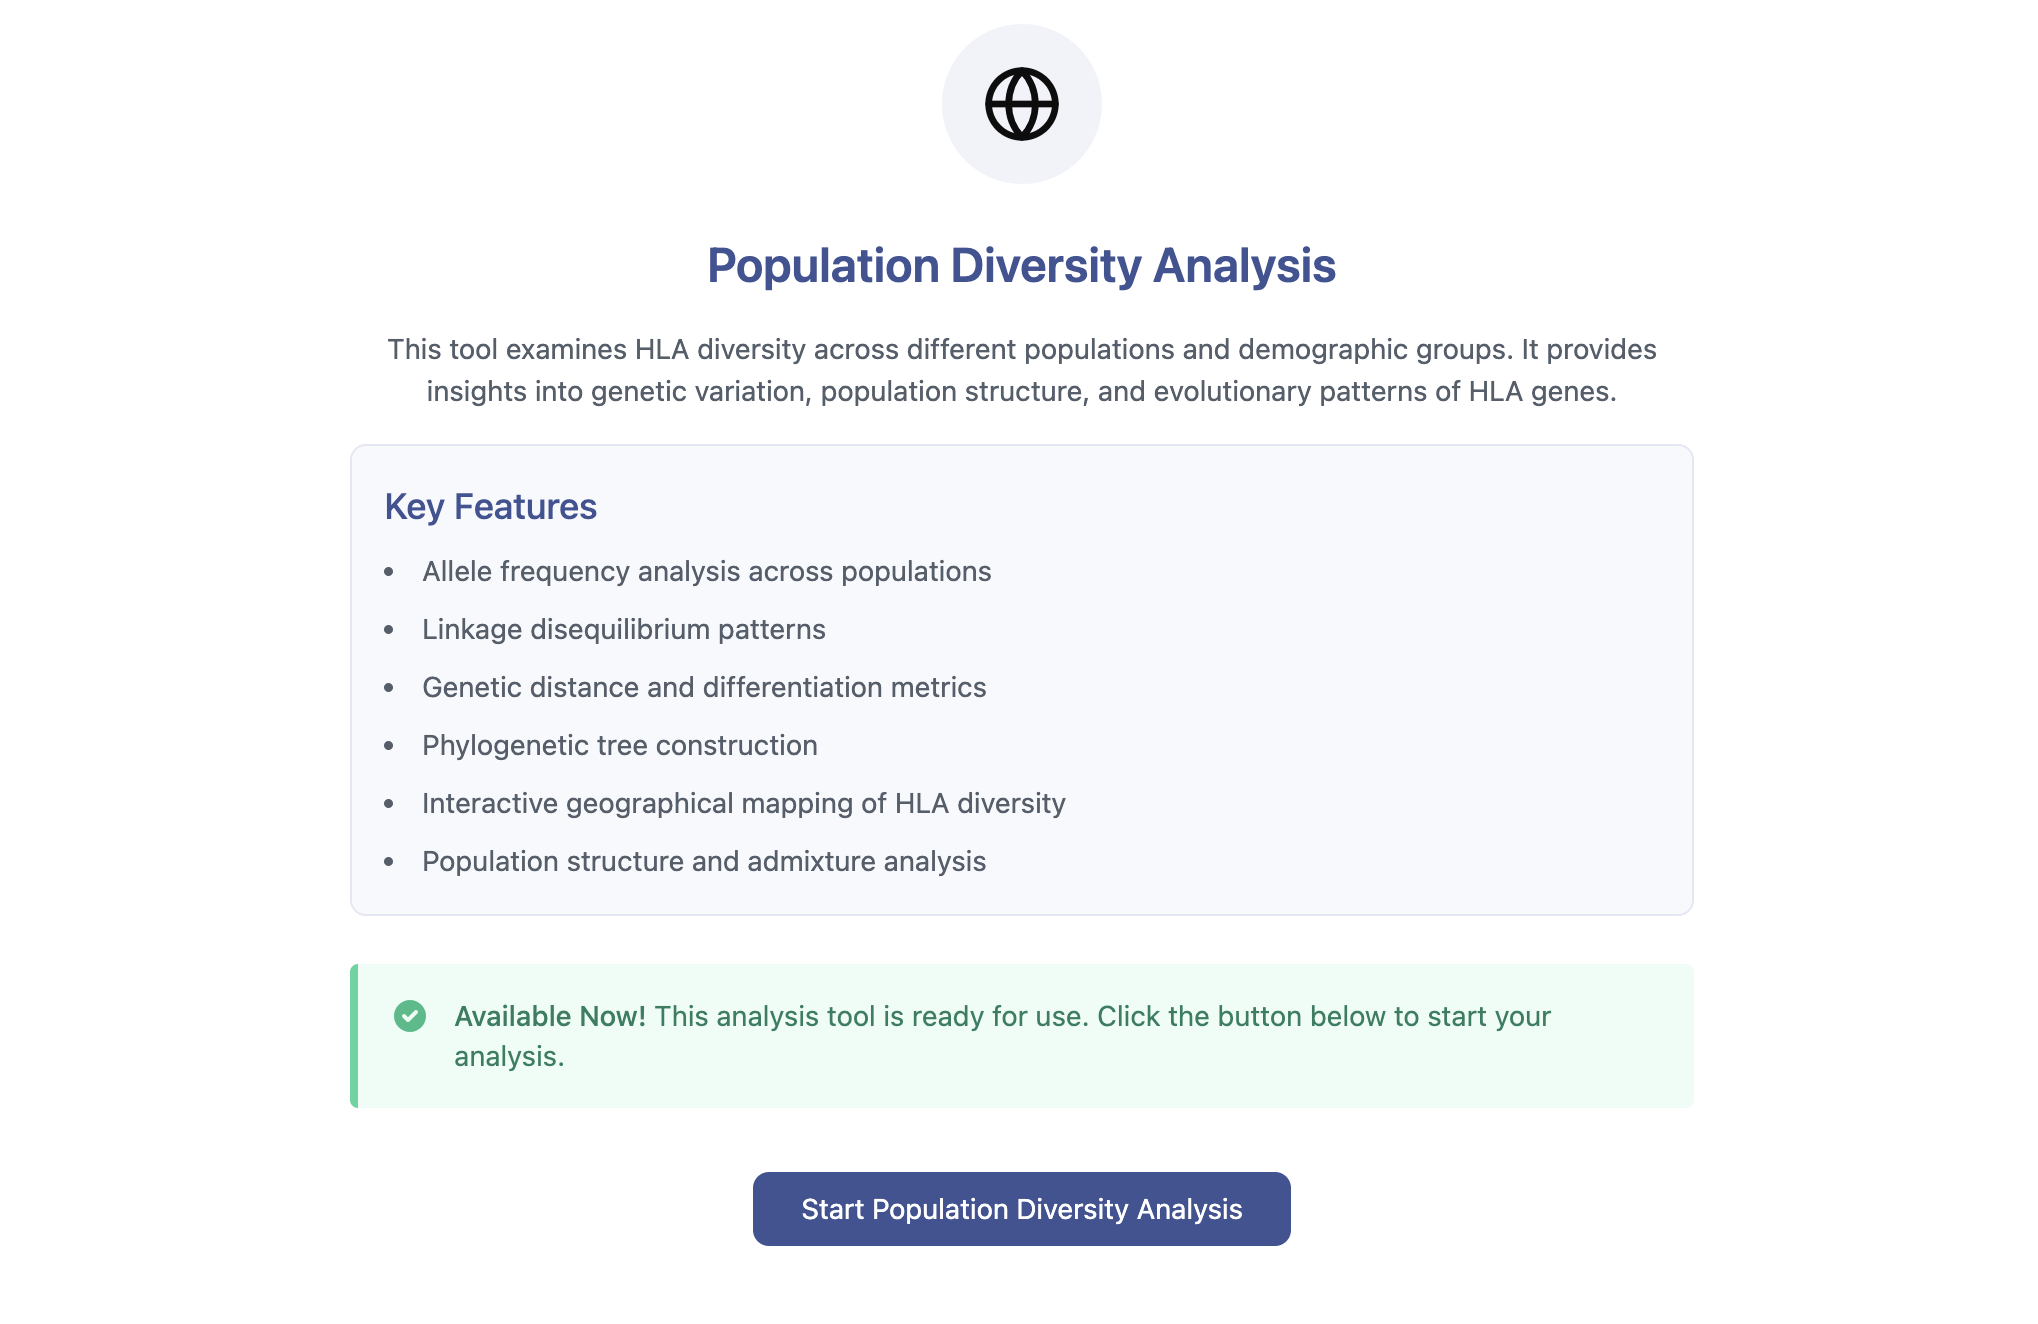 Population Diversity Analysis
This tool examines HLA diversity across different populations and demographic groups. It provides
insights into genetic variation, population structure, and evolutionary patterns of HLA genes.
Key Features
• Allele frequency analysis across populations
• Linkage disequilibrium patterns
• Genetic distance and differentiation metrics
• Phylogenetic tree construction
• Interactive geographical mapping of HLA diversity
• Population structure and admixture analysis
Available Now! This analysis tool is ready for use. Click the button below to start your
analysis.
Start Population Diversity Analysis